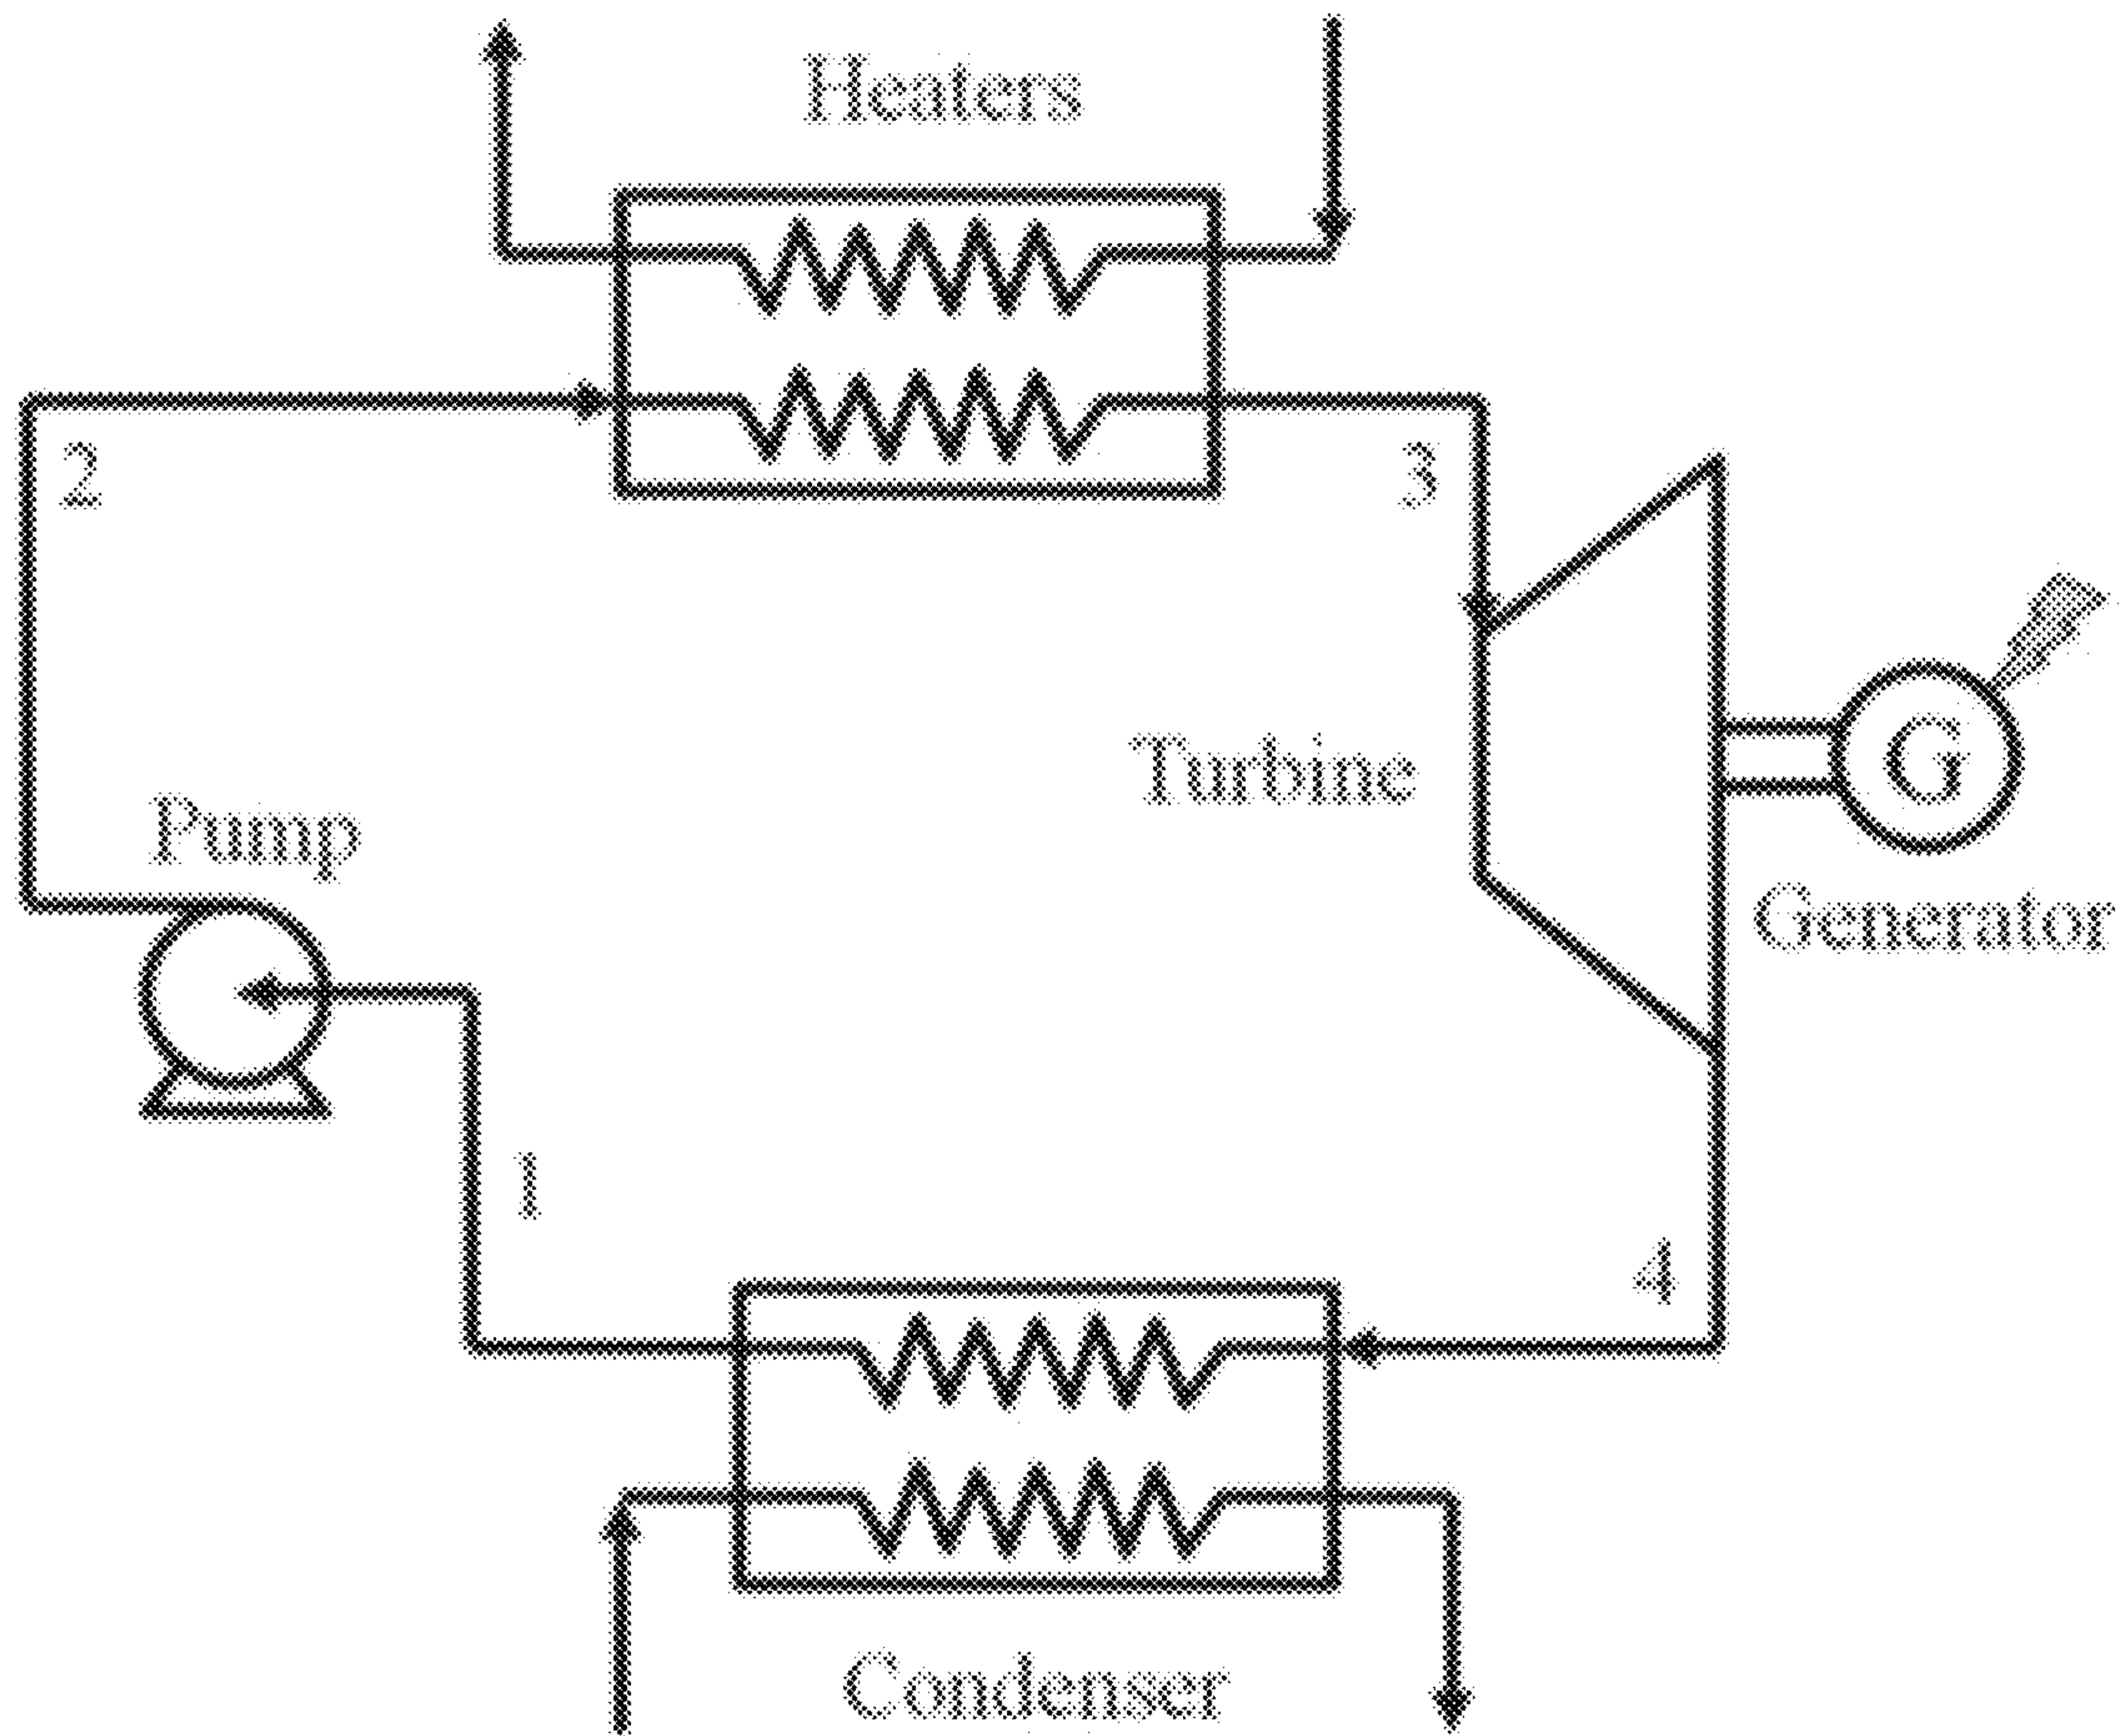 Heaters
2
3
Turbine
G
Pump
Generator
1
4
Condenser